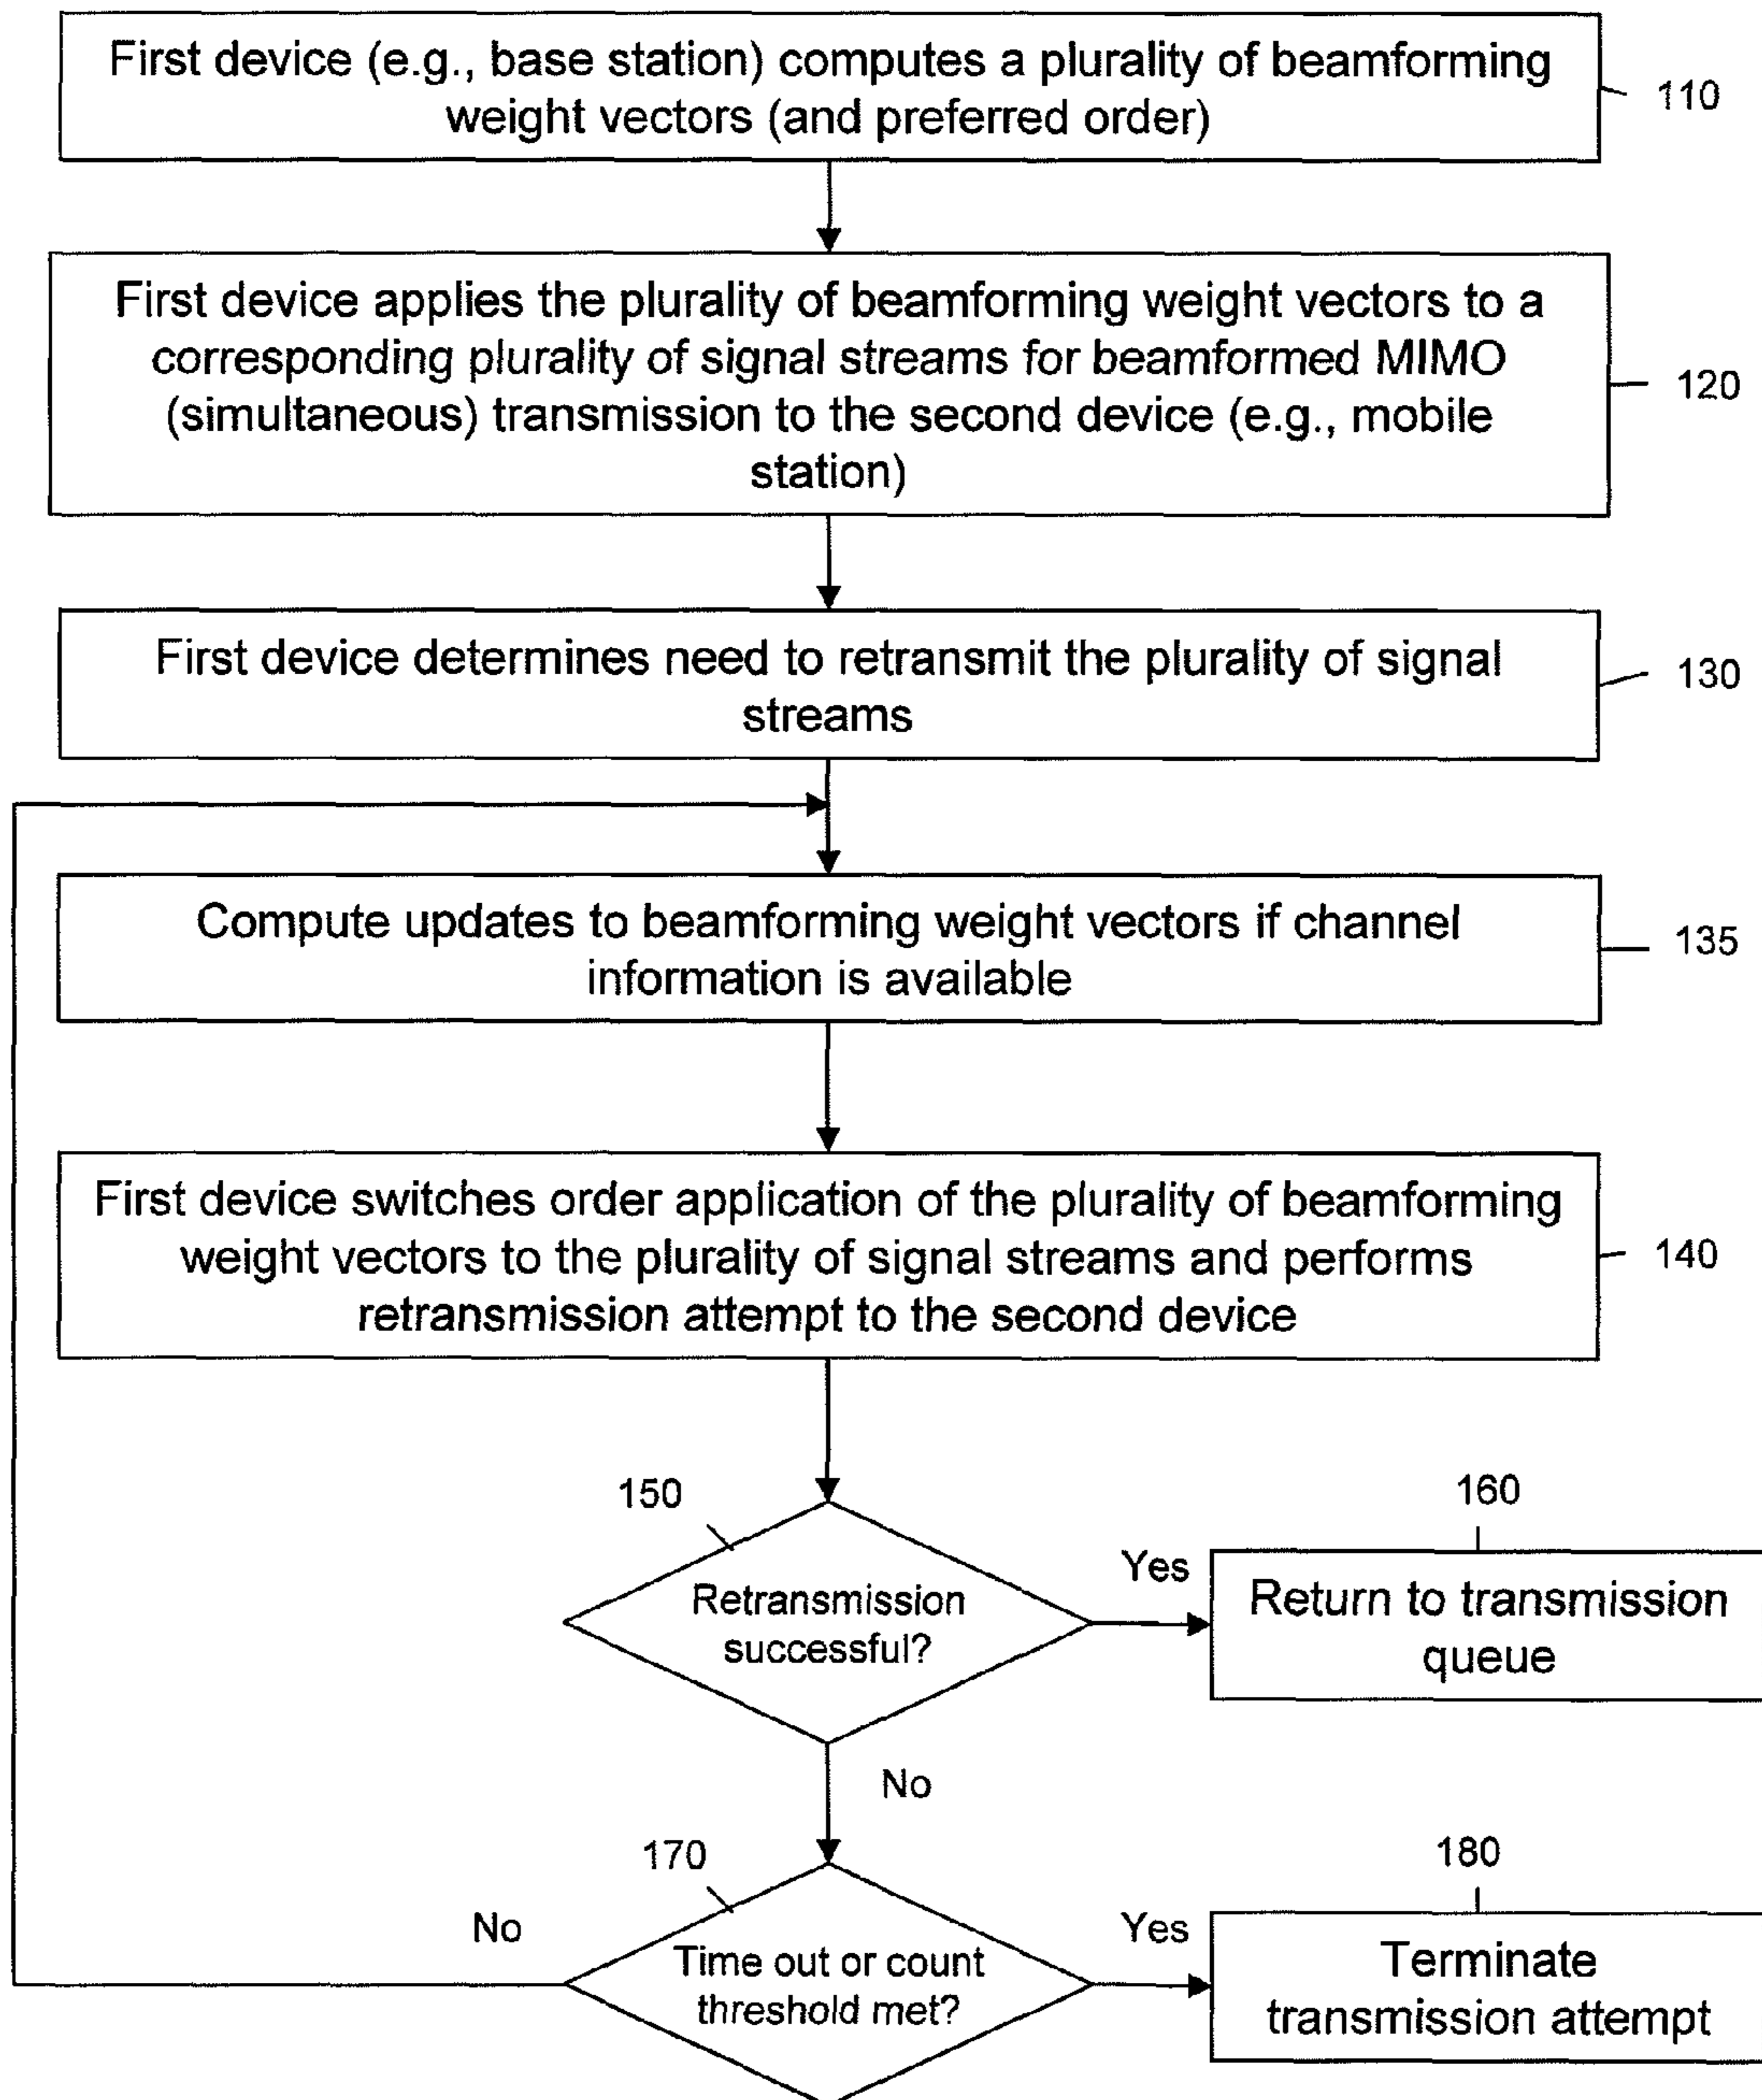 First device (e.g., base station) computes a plurality of beamforming
weight vectors (and preferred order)
110
First device applies the plurality of beamforming weight vectors to a
corresponding plurality of signal streams for beamformed MIMO
(simultaneous) transmission to the second device (e.g., mobile
station)
120
First device determines need to retransmit the plurality of signal
streams
130
Compute updates to beamforming weight vectors if channel
information is available
135
First device switches order application of the plurality of beamforming
weight vectors to the plurality of signal streams and performs
retransmission attempt to the second device
140
150
Retransmission
successful?
Yes
160
Return to transmission
queue
No
170
Time out or count
threshold met?
No
Yes
180
Terminate
transmission attempt